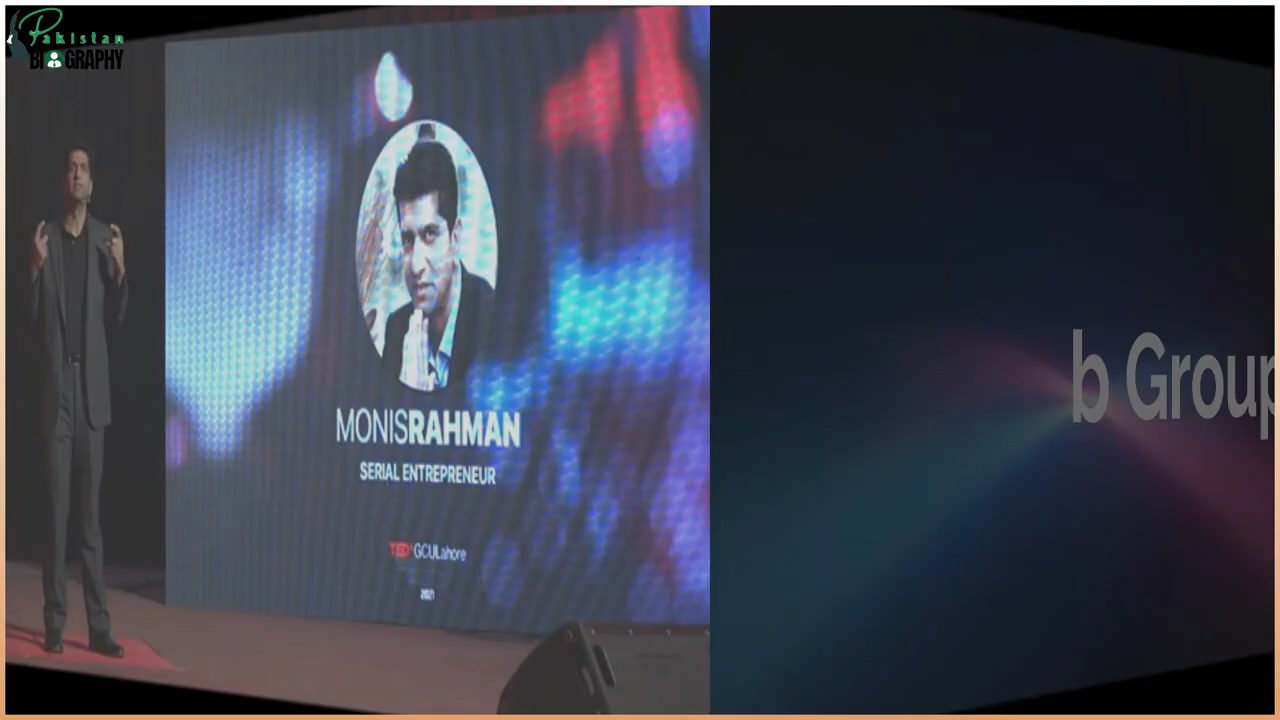 Pakistan
BIOGRAPHY
MONISRAHMAN
SERIAL ENTREPRENEUR
TEDxGCULahore
2021
b Group